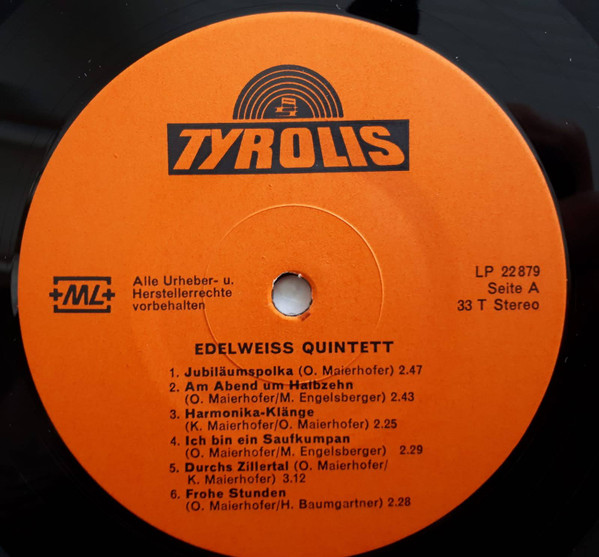 TYROLIS
+ML+
Alle Urheber- u.
Herstellerrechte
vorbehalten
LP 22 879
Seite A
33 T Stereo
EDELWEISS QUINTETT
1. Jubiläumspolka (O. Maierhofer) 2.47
2. Am Abend um Halbzehn
(O. Maierhofer/M. Engelsberger) 2.43
3. Harmonika-Klänge
(K. Maierhofer/O. Maierhofer) 2.25
4. Ich bin ein Saufkumpan
(O. Maierhofer/M. Engelsberger) 2.29
5. Durchs Zillertal (O. Maierhofer/
K. Maierhofer) 3.12
6. Frohe Stunden
(O. Maierhofer/H. Baumgartner) 2.28